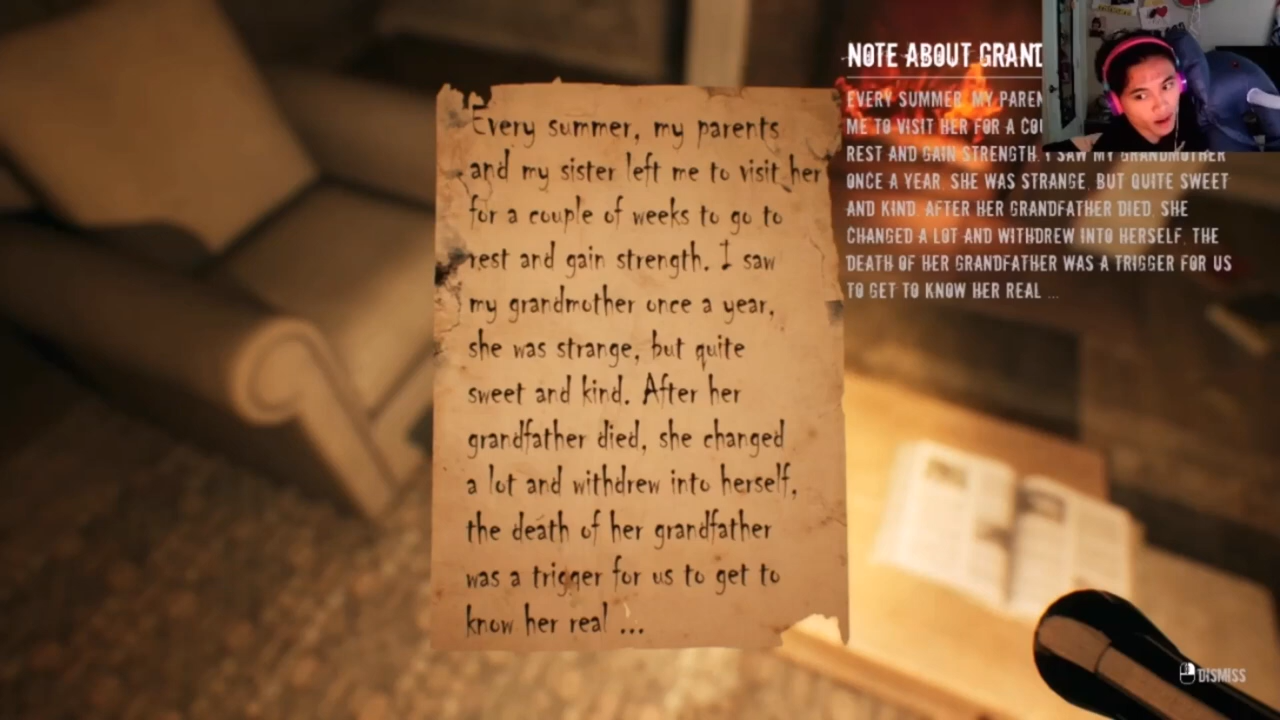 Every summer, my parents
and my sister left me to visit her
for a couple of weeks to go to
rest and gain strength. I saw
my grandmother once a year,
she was strange, but quite
sweet and kind. After her
grandfather died, she changed
a lot and withdrew into herself,
the death of her grandfather
was a trigger for us to get to
know her real ...
NOTE ABOUT
EVERY SUMMER, MY
ME TO VISIT HER FOR A
REST AND GAIN STRENGTH. I SAW MY GRANDMOTHER
ONCE A YEAR, SHE WAS STRANGE, BUT QUITE SWEET
AND KIND. AFTER HER GRANDFATHER DIED, SHE
CHANGED A LOT AND WITHDREW INTO HERSELF, THE
DEATH OF HER GRANDFATHER WAS A TRIGGER FOR US
TO GET TO KNOW HER REAL ...
DISMISS